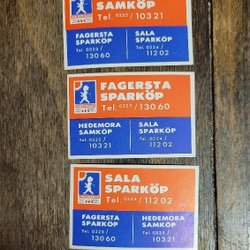 SAMKÖP
Tel. 0225 / 10321
FAGERSTA
SPARKÖP
Tel. 0223 /
13060
SALA
SPARKÖP
Tel. 0224 /
11202
FAGERSTA
SPARKÖP
Tel. 0223 / 13060
HEDEMORA
SAMKÖP
Tel. 0225 /
10321
SALA
SPARKÖP
Tel. 0224 /
11202
SALA
SPARKÖP
Tel. 0224 / 11202
FAGERSTA
SPARKÖP
Tel. 0223 /
13060
HEDEMORA
SAMKÖP
Tel. 0225 /
10321